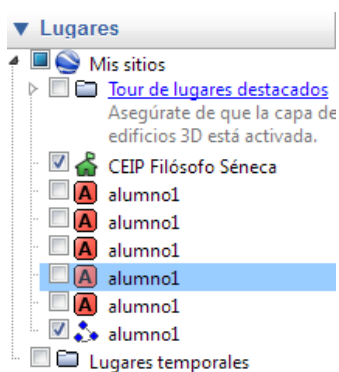 Lugares
Mis sitios
Tour de lugares destacados
Asegúrate de que la capa de
edificios 3D está activada.
CEIP Filósofo Séneca
A alumno1
A alumno1
A alumno1
A alumno1
A alumno1
alumno1
Lugares temporales